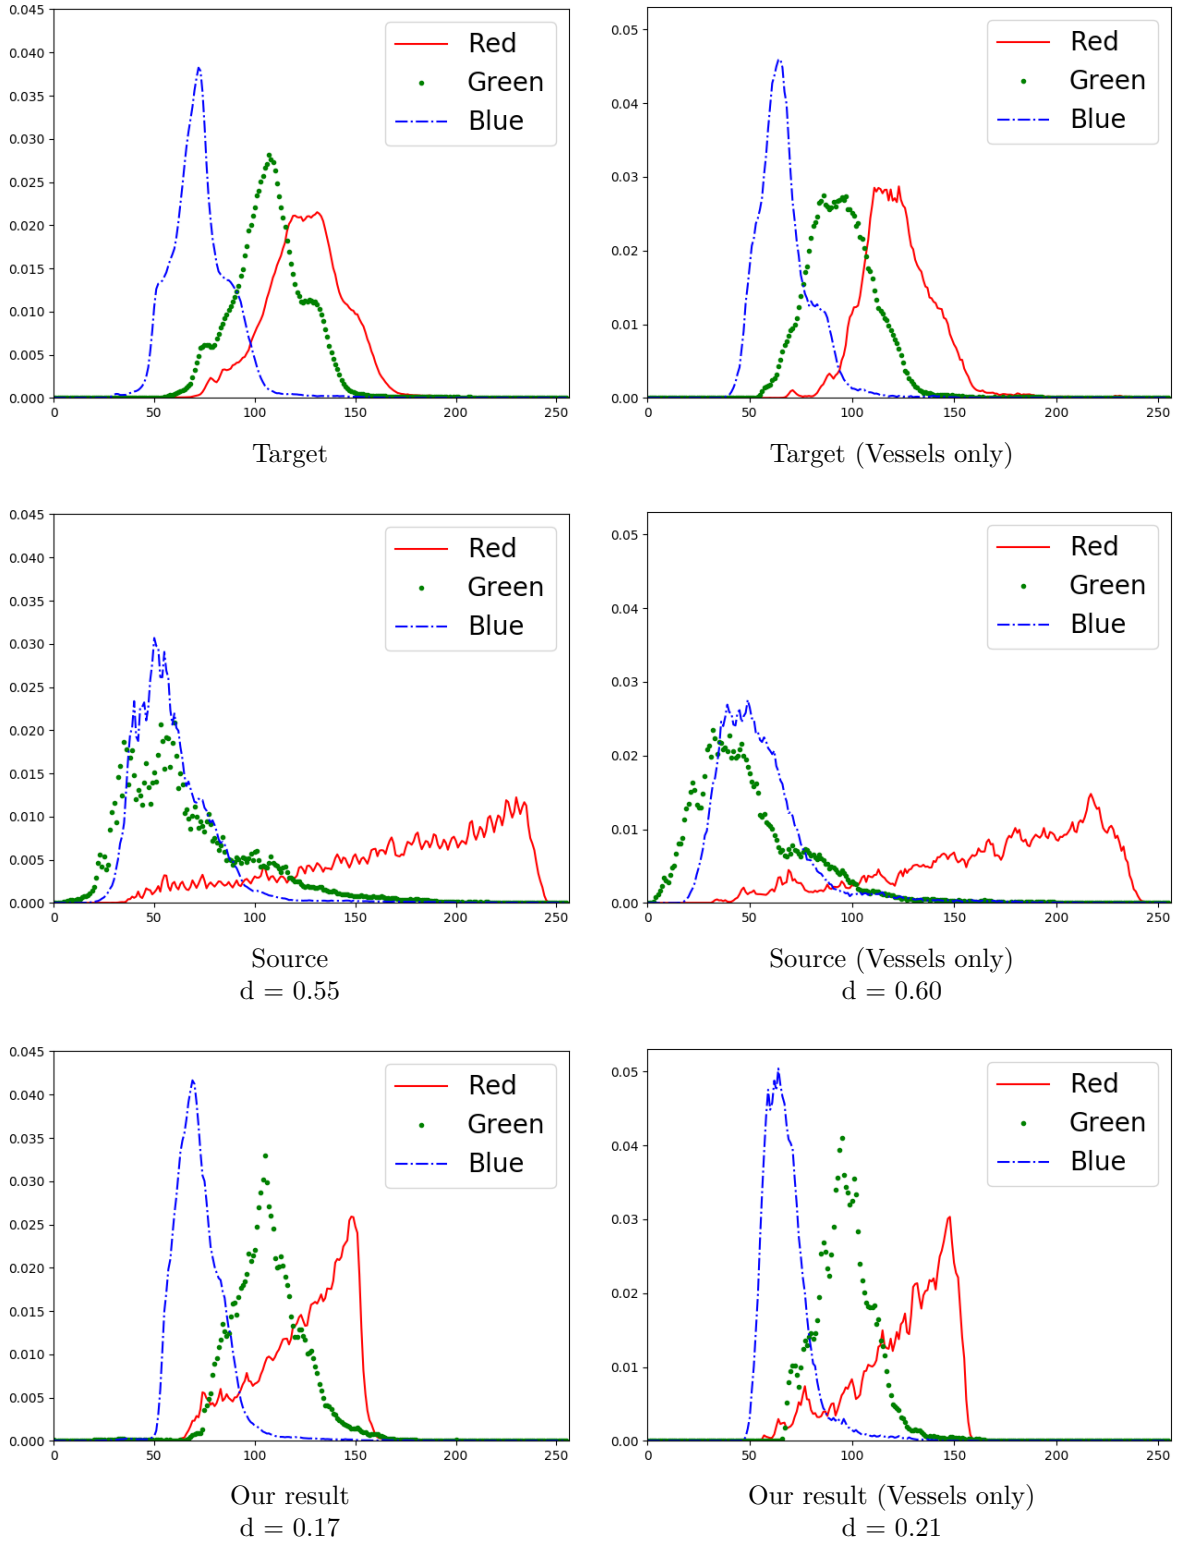 0.045
0.040
0.035
0.030
0.025
0.020
0.015
0.010
0.005
0.000
0 50 100 150 200 250
Red
Green
Blue
Target
0.05
0.04
0.03
0.02
0.01
0.00
0 50 100 150 200 250
Red
Green
Blue
Target (Vessels only)
0.045
0.040
0.035
0.030
0.025
0.020
0.015
0.010
0.005
0.000
0 50 100 150 200 250
Red
Green
Blue
Source
d = 0.55
0.05
0.04
0.03
0.02
0.01
0.00
0 50 100 150 200 250
Red
Green
Blue
Source (Vessels only)
d = 0.60
0.045
0.040
0.035
0.030
0.025
0.020
0.015
0.010
0.005
0.000
0 50 100 150 200 250
Red
Green
Blue
Our result
d = 0.17
0.05
0.04
0.03
0.02
0.01
0.00
0 50 100 150 200 250
Red
Green
Blue
Our result (Vessels only)
d = 0.21